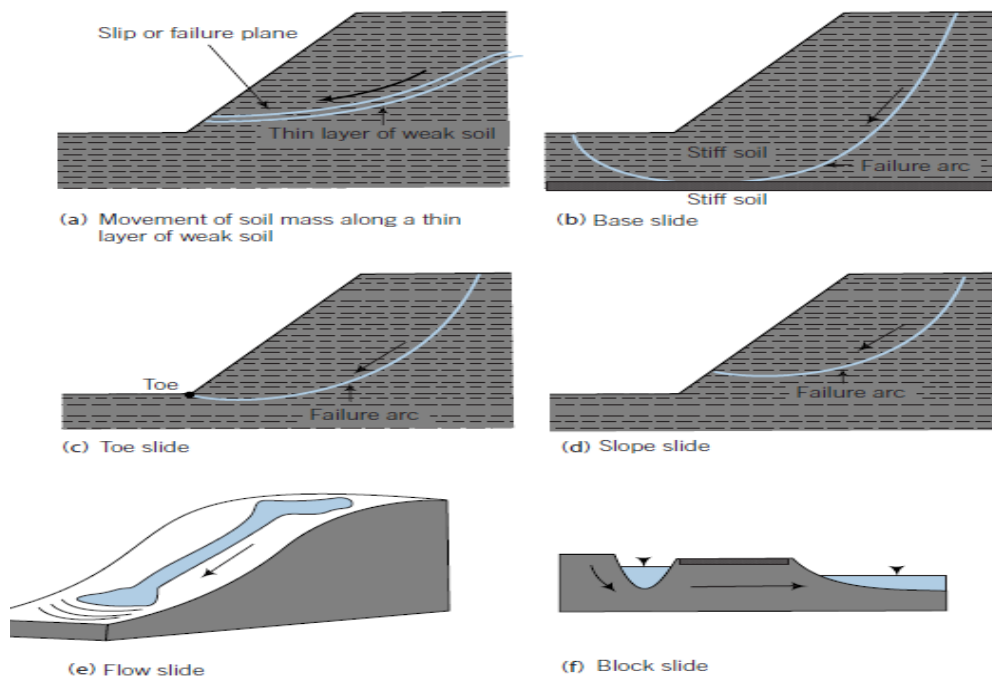 Slip or failure plane
Thin layer of weak soil
(a) Movement of soil mass along a thin
layer of weak soil
Stiff soil
Failure arc
Stiff soil
(b) Base slide
Toe
Failure arc
(c) Toe slide
Failure arc
(d) Slope slide
(e) Flow slide
(f) Block slide